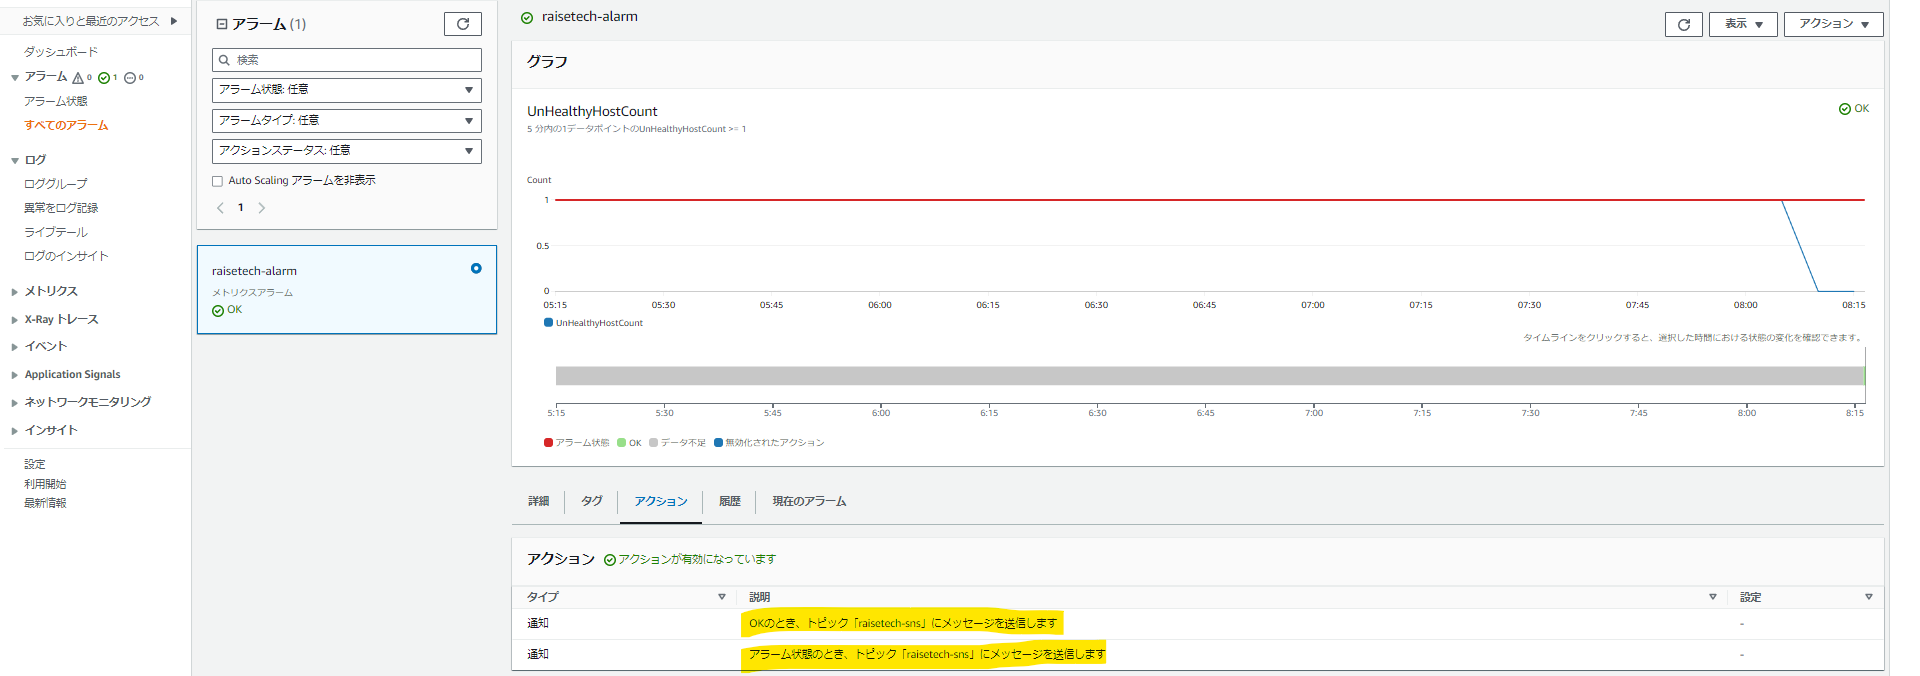 お気に入りと最近のアクセス
ダッシュボード
アラーム 0 1 0
アラーム状態
すべてのアラーム
ログ
ロググループ
異常をログ記録
ライブテール
ログのインサイト
メトリクス
X-Ray トレース
イベント
Application Signals
ネットワークモニタリング
インサイト
設定
利用開始
最新情報
アラーム (1)
検索
アラーム状態: 任意
アラームタイプ: 任意
アクションステータス: 任意
Auto Scaling アラームを非表示
1
raisetech-alarm
メトリクスアラーム
OK
raisetech-alarm
表示
アクション
グラフ
UnHealthyHostCount
OK
5 分内の1データポイントのUnHealthyHostCount >= 1
Count
1
0.5
0
05:15 05:30 05:45 06:00 06:15 06:30 06:45 07:00 07:15 07:30 07:45 08:00 08:15
UnHealthyHostCount
タイムラインをクリックすると、選択した時間における状態の変化を確認できます。
5:15 5:30 5:45 6:00 6:15 6:30 6:45 7:00 7:15 7:30 7:45 8:00 8:15
アラーム状態 OK データ不足 無効化されたアクション
詳細 タグ アクション 履歴 現在のアラーム
アクション アクションが有効になっています
タイプ 説明 設定
通知 OKのとき、トピック「raisetech-sns」にメッセージを送信します -
通知 アラーム状態のとき、トピック「raisetech-sns」にメッセージを送信します -